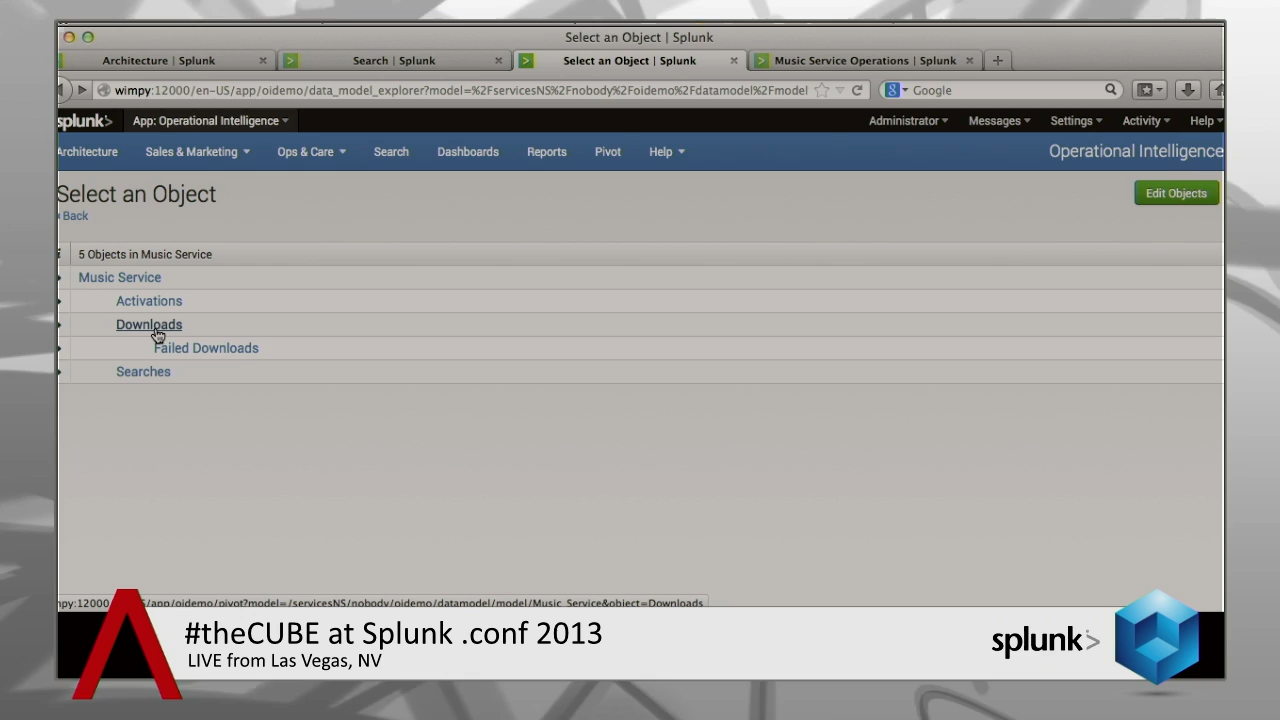 Select an Object | Splunk
Architecture | Splunk
Search | Splunk
Select an Object | Splunk
Music Service Operations | Splunk
wimpy:12000/en-US/app/oidemo/data_model_explorer?model=%2FservicesNS%2Fnobody%2Foidemo%2Fdatamodel%2Fmodel
Google
splunk>
App: Operational Intelligence
Administrator
Messages
Settings
Activity
Help
Architecture
Sales & Marketing
Ops & Care
Search
Dashboards
Reports
Pivot
Help
Operational Intelligence
Select an Object
Edit Objects
Back
i
5 Objects in Music Service
Music Service
Activations
Downloads
Failed Downloads
Searches
mpy:12000 US/app/oidemo/pivot?model=/servicesNS/nobody/oidemo/datamodel/model/Music_Service&object=Downloads
#theCUBE at Splunk .conf 2013
LIVE from Las Vegas, NV
splunk>